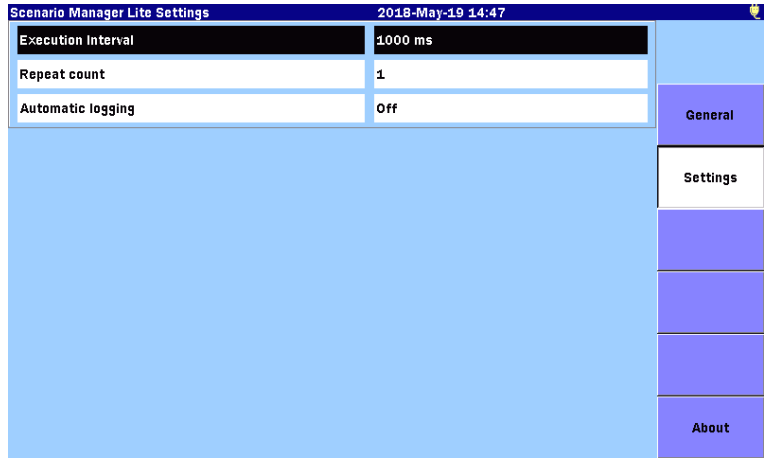 Scenario Manager Lite Settings 2018-May-19 14:47
Execution Interval 1000 ms
Repeat count 1
Automatic logging Off
General
Settings
About